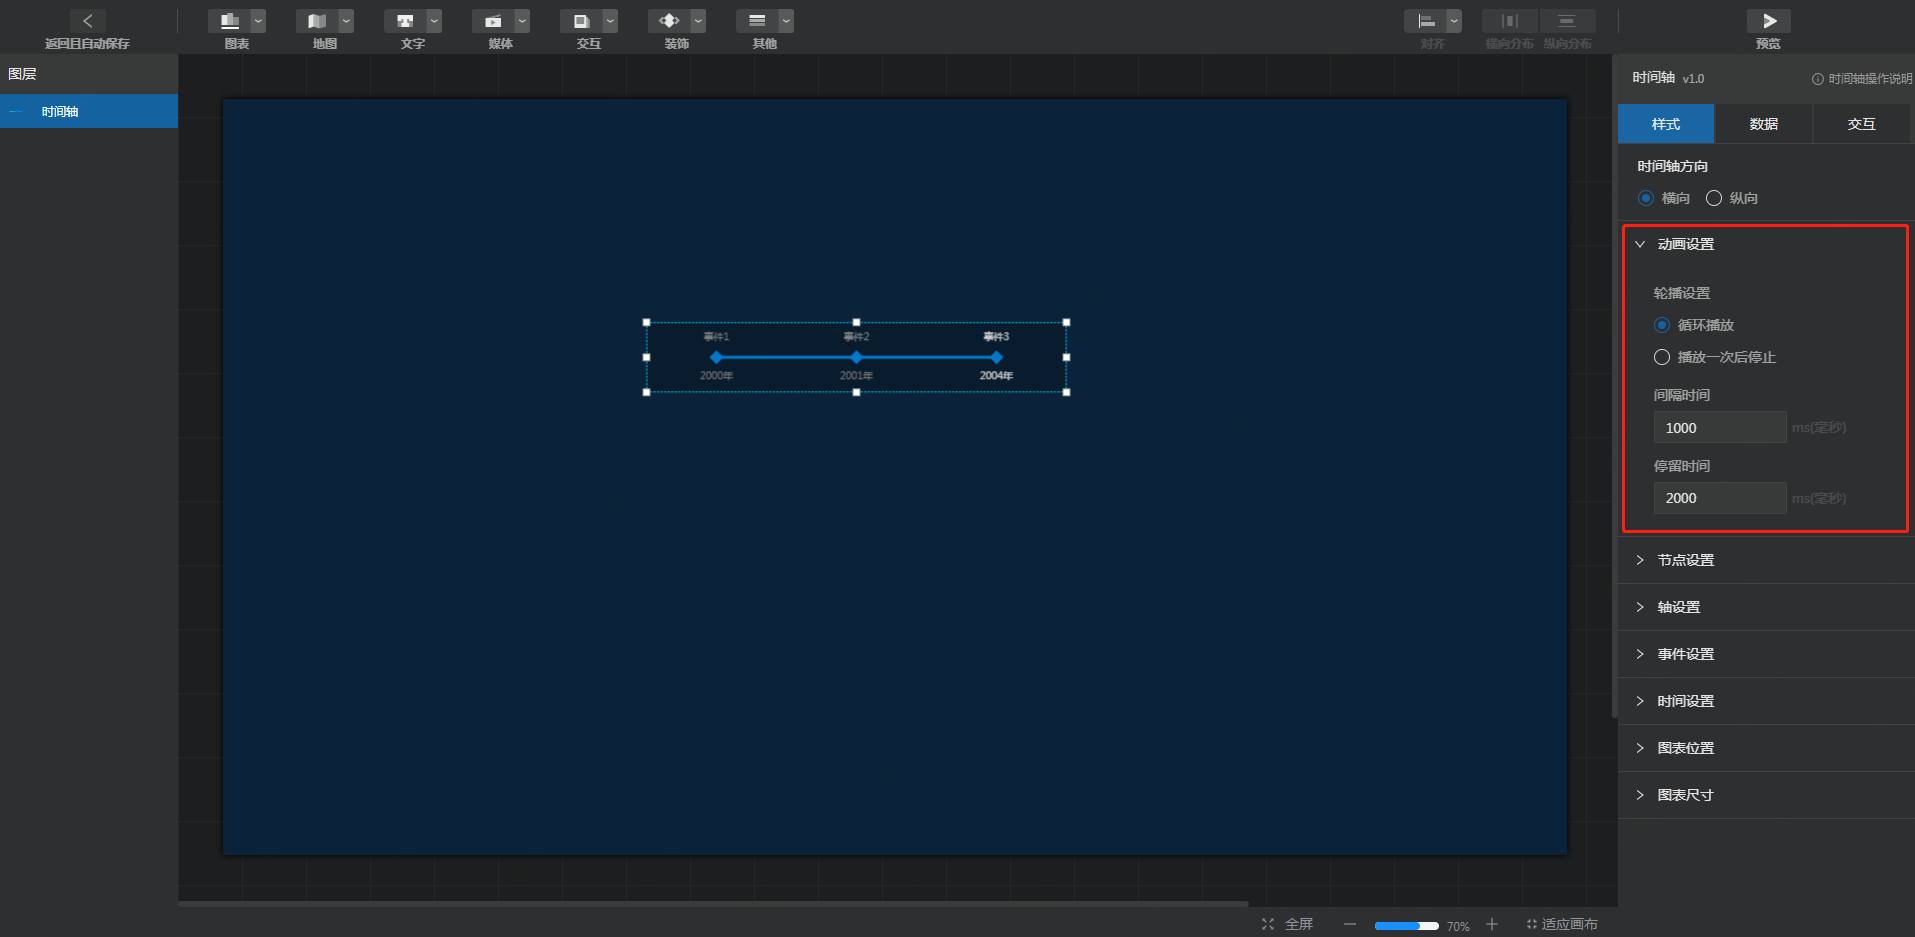 返回且自动保存
图表
地图
文字
媒体
交互
装饰
其他
对齐
横向分布
纵向分布
预览
图层
时间轴
事件1
事件2
事件3
2000年
2001年
2004年
时间轴 v1.0
时间轴操作说明
样式
数据
交互
时间轴方向
横向
纵向
动画设置
轮播设置
循环播放
播放一次后停止
间隔时间
1000 ms(毫秒)
停留时间
2000 ms(毫秒)
节点设置
轴设置
事件设置
时间设置
图表位置
图表尺寸
全屏
70%
适应画布